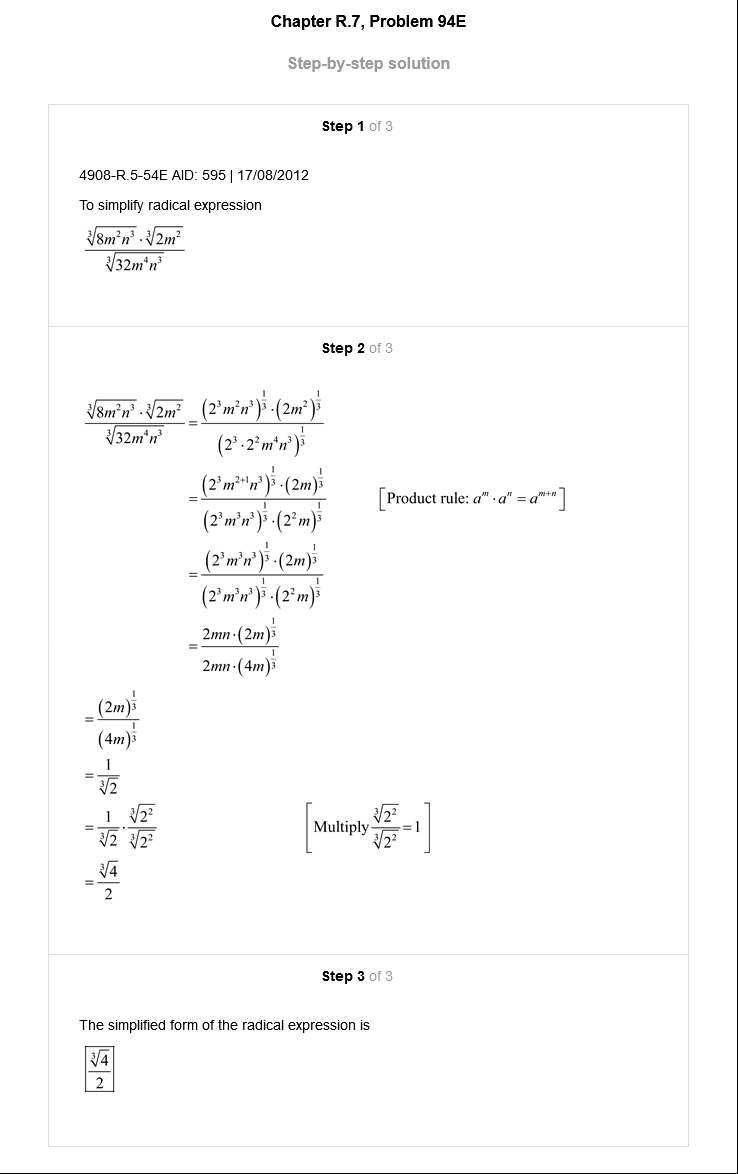 Chapter R.7, Problem 94E
Step-by-step solution
Step 1 of 3
4908-R.5-54E AID: 595 | 17/08/2012
To simplify radical expression
\frac{\sqrt[3]{8m^2n^3} \cdot \sqrt[3]{2m^2}}{\sqrt[3]{32m^4n^3}}
Step 2 of 3
\frac{\sqrt[3]{8m^2n^3} \cdot \sqrt[3]{2m^2}}{\sqrt[3]{32m^4n^3}} = \frac{(2^3m^2n^3)^{\frac{1}{3}} \cdot (2m^2)^{\frac{1}{3}}}{(2^3 \cdot 2^2m^4n^3)^{\frac{1}{3}}}
= \frac{(2^3m^{2+1}n^3)^{\frac{1}{3}} \cdot (2m)^{\frac{1}{3}}}{(2^3m^3n^3)^{\frac{1}{3}} \cdot (2^2m)^{\frac{1}{3}}} [Product rule: a^m \cdot a^n = a^{m+n}]
= \frac{(2^3m^3n^3)^{\frac{1}{3}} \cdot (2m)^{\frac{1}{3}}}{(2^3m^3n^3)^{\frac{1}{3}} \cdot (2^2m)^{\frac{1}{3}}}
= \frac{2mn \cdot (2m)^{\frac{1}{3}}}{2mn \cdot (4m)^{\frac{1}{3}}}
= \frac{(2m)^{\frac{1}{3}}}{(4m)^{\frac{1}{3}}}
= \frac{1}{\sqrt[3]{2}}
= \frac{1}{\sqrt[3]{2}} \cdot \frac{\sqrt[3]{2^2}}{\sqrt[3]{2^2}} [Multiply \frac{\sqrt[3]{2^2}}{\sqrt[3]{2^2}} = 1]
= \frac{\sqrt[3]{4}}{2}
Step 3 of 3
The simplified form of the radical expression is
\frac{\sqrt[3]{4}}{2}